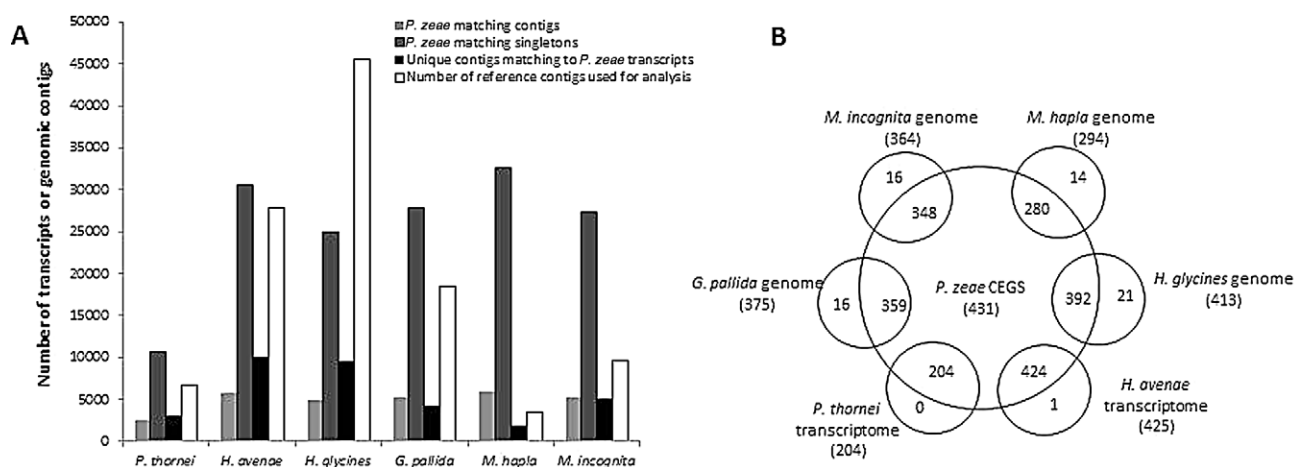 A
Number of transcripts or genomic contigs
50000
45000
40000
35000
30000
25000
20000
15000
10000
5000
0
P. zeae matching contigs
P. zeae matching singletons
Unique contigs matching to P. zeae transcripts
Number of reference contigs used for analysis
P. thornei
H. avenae
H. glycines
G. pallida
M. hapla
M. incognita
B
M. incognita genome
(364)
M. hapla genome
(294)
16
348
14
280
G. pallida genome
(375)
16
359
P. zeae CEGS
(431)
392
21
H. glycines genome
(413)
204
0
424
1
P. thornei
transcriptome
(204)
H. avenae
transcriptome
(425)